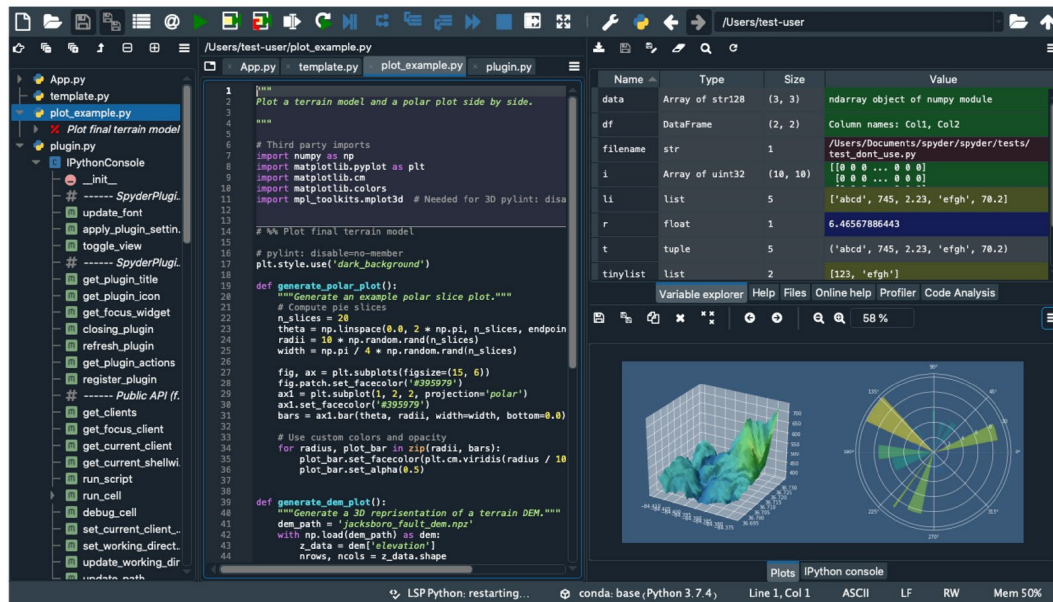 /Users/test-user
/Users/test-user/plot_example.py
App.py
template.py
plot_example.py
Plot final terrain model
plugin.py
IPythonConsole
__init__
# ------ SpyderPlugi..
update_font
apply_plugin_settin..
toggle_view
# ------ SpyderPlugi..
get_plugin_title
get_plugin_icon
get_focus_widget
closing_plugin
refresh_plugin
get_plugin_actions
register_plugin
# ------ Public API (f.
get_clients
get_focus_client
get_current_client
get_current_shellwi..
run_script
run_cell
debug_cell
set_current_client_..
set_working_direct..
update_working_dir
update_path
App.py template.py plot_example.py plugin.py
1 """
2 Plot a terrain model and a polar plot side by side.
3
4 """
5
6 # Third party imports
7 import numpy as np
8 import matplotlib.pyplot as plt
9 import matplotlib.cm
10 import matplotlib.colors
11 import mpl_toolkits.mplot3d # Needed for 3D pylint: disa
12
13
14 # %% Plot final terrain model
15
16 # pylint: disable=no-member
17 plt.style.use('dark_background')
18
19 def generate_polar_plot():
20 """Generate an example polar slice plot."""
21 # Compute pie slices
22 n_slices = 20
23 theta = np.linspace(0.0, 2 * np.pi, n_slices, endpoin
24 radii = 10 * np.random.rand(n_slices)
25 width = np.pi / 4 * np.random.rand(n_slices)
26
27 fig, ax = plt.subplots(figsize=(15, 6))
28 fig.patch.set_facecolor('#395979')
29 ax1 = plt.subplot(1, 2, 2, projection='polar')
30 ax1.set_facecolor('#395979')
31 bars = ax1.bar(theta, radii, width=width, bottom=0.0)
32
33 # Use custom colors and opacity
34 for radius, plot_bar in zip(radii, bars):
35 plot_bar.set_facecolor(plt.cm.viridis(radius / 10
36 plot_bar.set_alpha(0.5)
37
38
39 def generate_dem_plot():
40 """Generate a 3D reprisentation of a terrain DEM."""
41 dem_path = 'jacksboro_fault_dem.npz'
42 with np.load(dem_path) as dem:
43 z_data = dem['elevation']
44 nrows, ncols = z_data.shape
Name Type Size Value
data Array of str128 (3, 3) ndarray object of numpy module
df DataFrame (2, 2) Column names: Col1, Col2
filename str 1 /Users/Documents/spyder/spyder/tests/
test_dont_use.py
i Array of uint32 (10, 10) [[0 0 0 ... 0 0 0]
[0 0 0 ... 0 0 0]
li list 5 ['abcd', 745, 2.23, 'efgh', 70.2]
r float 1 6.46567886443
t tuple 5 ('abcd', 745, 2.23, 'efgh', 70.2)
tinylist list 2 [123, 'efgh']
Variable explorer Help Files Online help Profiler Code Analysis
58 %
700
650
600
550
500
450
400
90°
45°
0°
270°
225°
180°
135°
Plots IPython console
LSP Python: restarting... conda: base (Python 3.7.4) Line 1, Col 1 ASCII LF RW Mem 50%